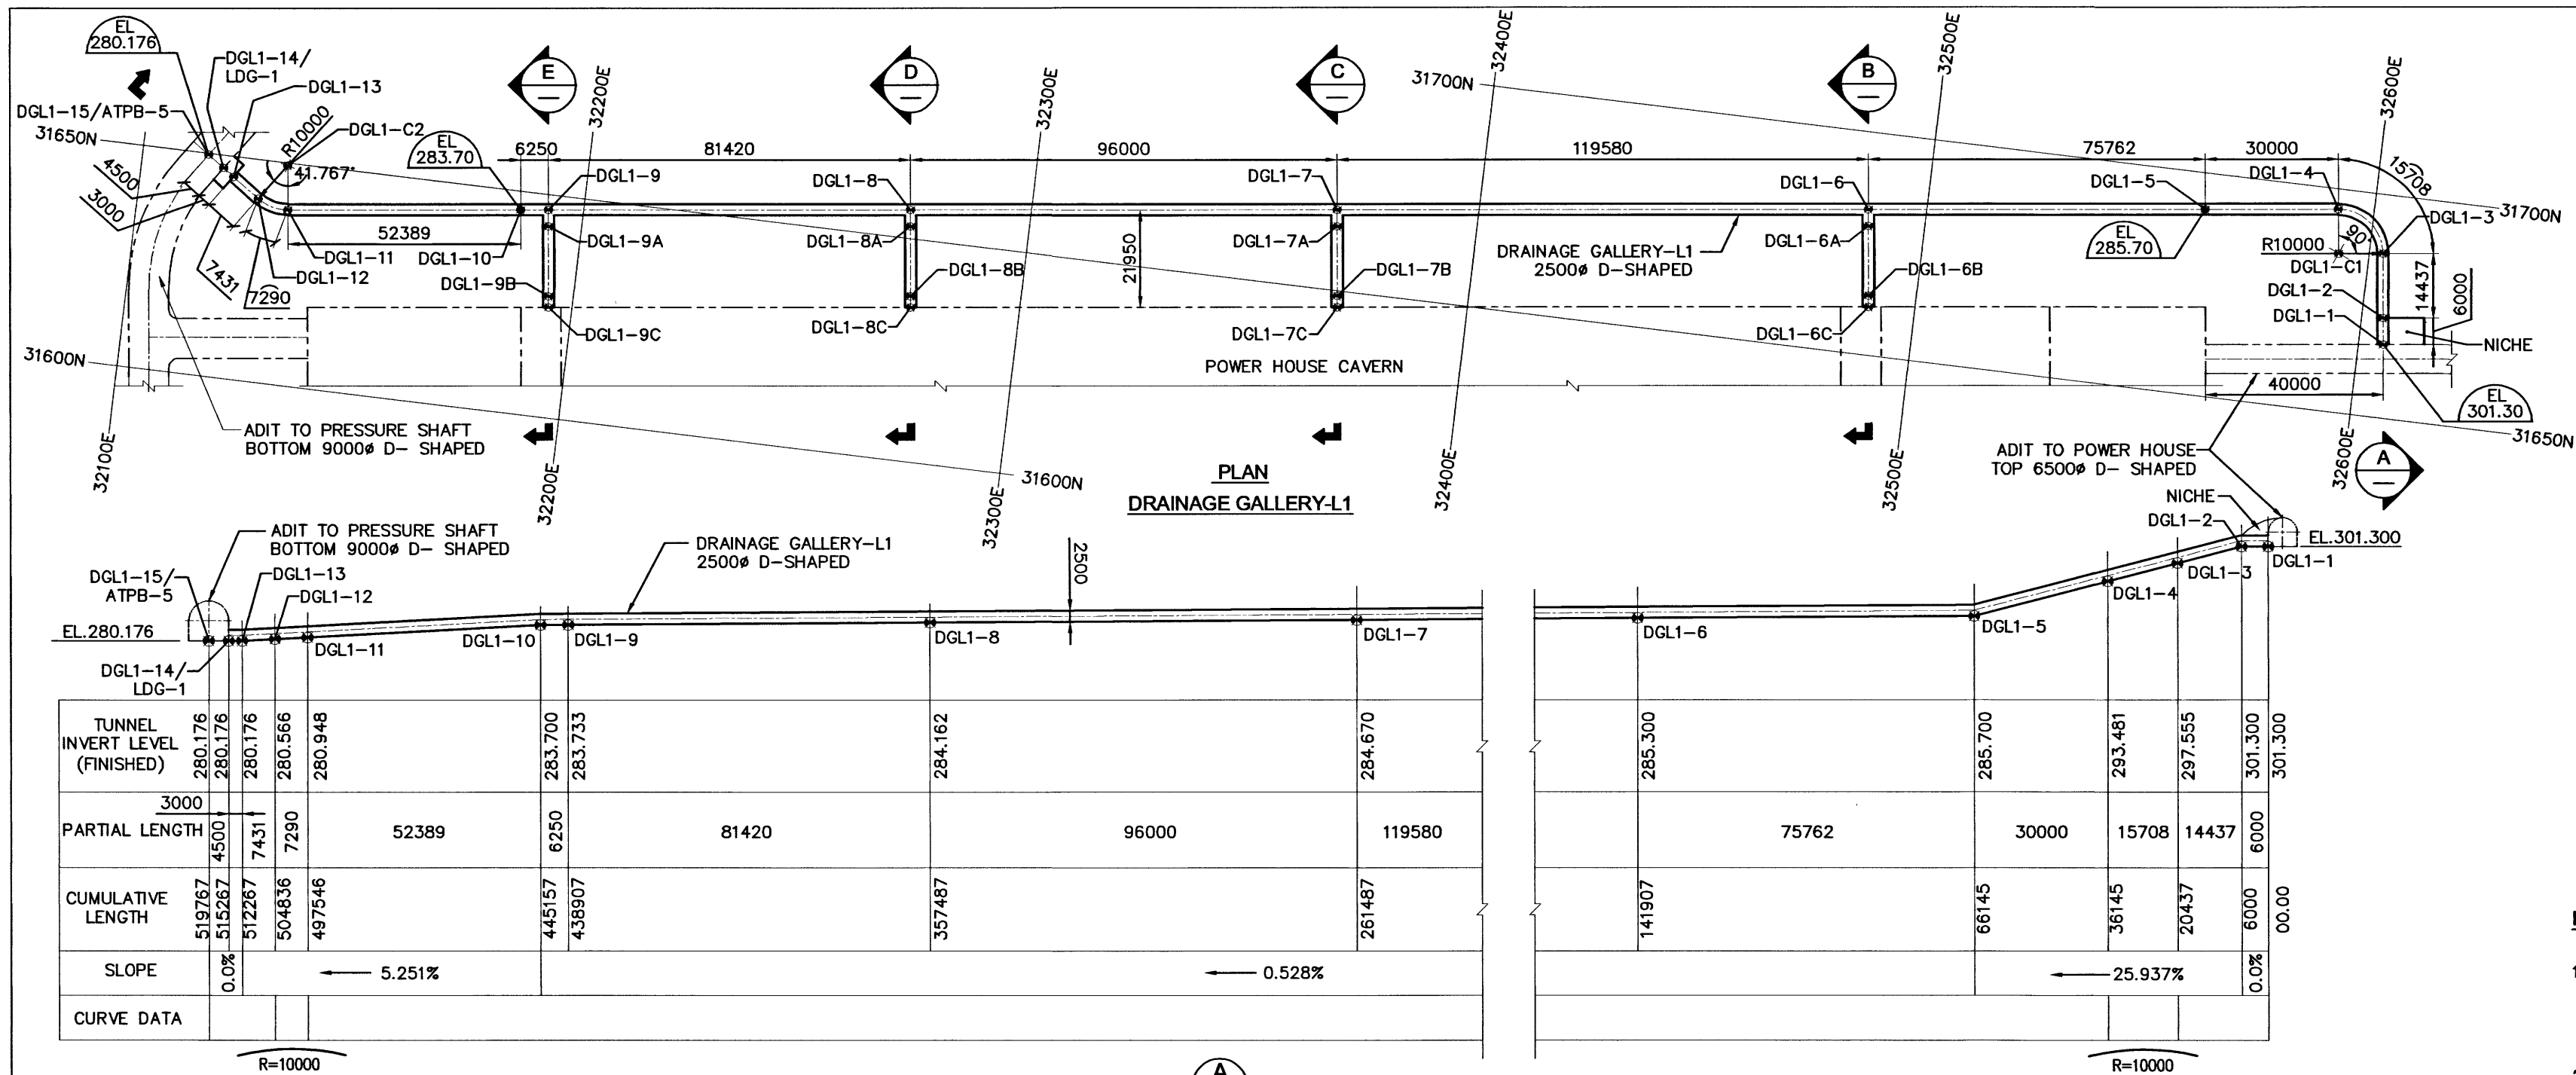 EL
280.176
DGL1-14/
LDG-1
DGL1-13
DGL1-15/ATPB-5
31650N
R10000
DGL1-C2
41.767°
4500
3000
7431
7290
DGL1-12
DGL1-11
52389
DGL1-10
EL
283.70
E
D
C
B
32200E
32300E
32400E
32500E
32600E
31700N
6250
81420
96000
119580
75762
30000
15708
DGL1-9
DGL1-8
DGL1-7
DGL1-6
DGL1-5
DGL1-4
31700N
DGL1-3
DGL1-9A
DGL1-8A
DGL1-7A
DGL1-6A
21950
DRAINAGE GALLERY-L1
2500ø D-SHAPED
EL
285.70
90°
R10000
DGL1-C1
14437
6000
DGL1-9B
DGL1-8B
DGL1-7B
DGL1-6B
DGL1-9C
DGL1-8C
DGL1-7C
DGL1-6C
DGL1-2
DGL1-1
NICHE
31600N
POWER HOUSE CAVERN
40000
EL
301.30
31650N
ADIT TO PRESSURE SHAFT
BOTTOM 9000ø D- SHAPED
32100E
32200E
32300E
31600N
32400E
32500E
32600E
ADIT TO POWER HOUSE
TOP 6500ø D- SHAPED
A
PLAN
DRAINAGE GALLERY-L1
ADIT TO PRESSURE SHAFT
BOTTOM 9000ø D- SHAPED
DRAINAGE GALLERY-L1
2500ø D-SHAPED
2500
NICHE
DGL1-2
EL.301.300
DGL1-1
DGL1-3
DGL1-4
DGL1-15/
ATPB-5
DGL1-13
DGL1-12
EL.280.176
DGL1-14/
LDG-1
DGL1-11
DGL1-10
DGL1-9
DGL1-8
DGL1-7
DGL1-6
DGL1-5
TUNNEL
INVERT LEVEL
(FINISHED)
280.176
280.176
280.176
280.566
280.948
283.700
283.733
284.162
284.670
285.300
285.700
293.481
297.555
301.300
301.300
PARTIAL LENGTH
3000
4500
7431
7290
52389
6250
81420
96000
119580
75762
30000
15708
14437
6000
CUMULATIVE
LENGTH
519767
515267
512267
504836
497546
445157
438907
357487
261487
141907
66145
36145
20437
6000
00.00
SLOPE
0.0%
5.251%
0.528%
25.937%
0.0%
CURVE DATA
R=10000
R=10000
A